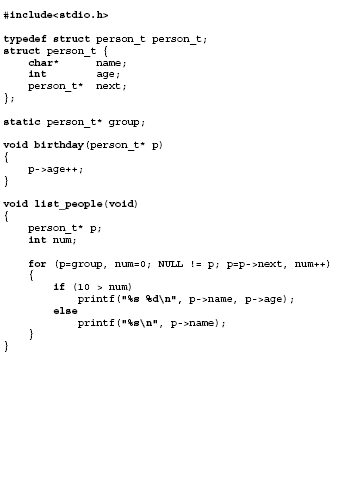 #include<stdio.h>
typedef struct person_t person_t;
struct person_t {
char* name;
int age;
person_t* next;
};
static person_t* group;
void birthday(person_t* p)
{
p->age++;
}
void list_people(void)
{
person_t* p;
int num;
for (p=group, num=0; NULL != p; p=p->next, num++)
{
if (10 > num)
printf("%s %d\n", p->name, p->age);
else
printf("%s\n", p->name);
}
}